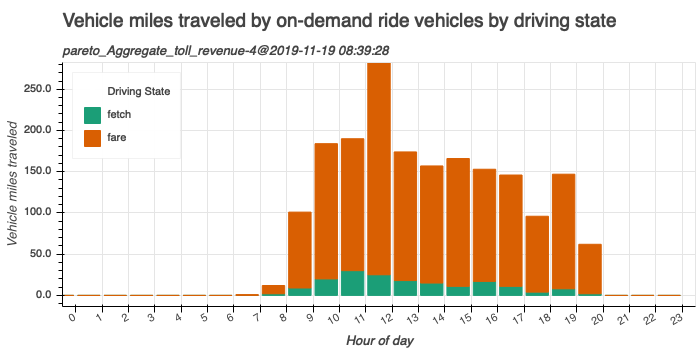 Vehicle miles traveled by on-demand ride vehicles by driving state
pareto_Aggregate_toll_revenue-4@2019-11-19 08:39:28
Driving State
fetch
fare
250.0
200.0
150.0
100.0
50.0
0.0
Vehicle miles traveled
0 1 2 3 4 5 6 7 8 9 10 11 12 13 14 15 16 17 18 19 20 21 22 23
Hour of day